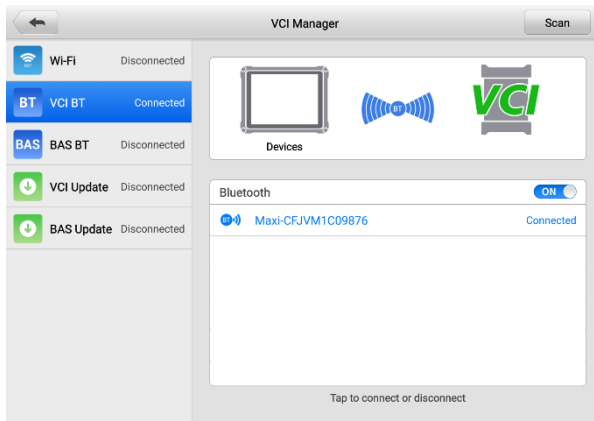 VCI Manager
Scan
VCI
Wi-Fi Disconnected
BT VCI BT Connected
BAS BAS BT Disconnected
VCI Update Disconnected
BAS Update Disconnected
BT
VCI
Devices
Bluetooth ON
BT Maxi-CFJVM1C09876 Connected
Tap to connect or disconnect